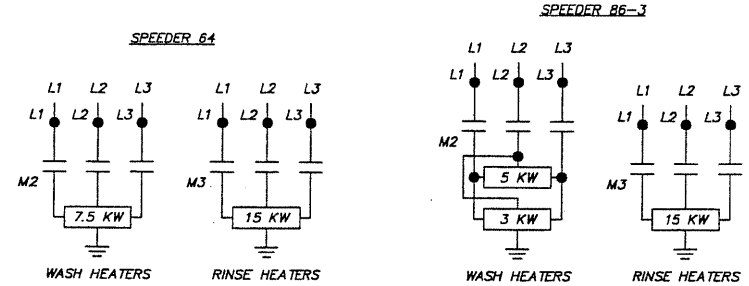 SPEEDER 64
L1 L2 L3
L1 L2 L3
M2
7.5 KW
WASH HEATERS
L1 L2 L3
L1 L2 L3
M3
15 KW
RINSE HEATERS
SPEEDER 86-3
L1 L2 L3
L1 L2 L3
M2
5 KW
3 KW
WASH HEATERS
L1 L2 L3
L1 L2 L3
M3
15 KW
RINSE HEATERS